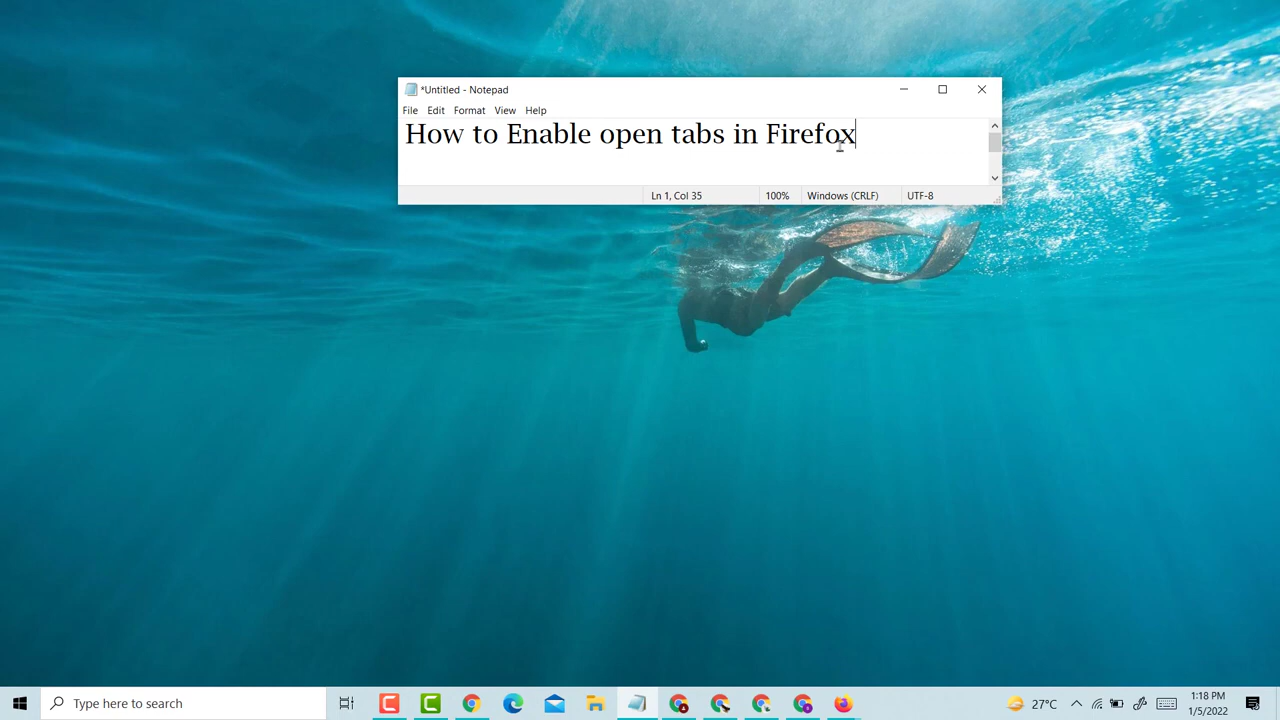 *Untitled - Notepad
File Edit Format View Help
How to Enable open tabs in Firefox
Ln 1, Col 35 100% Windows (CRLF) UTF-8
Type here to search
27°C
1:18 PM
1/5/2022